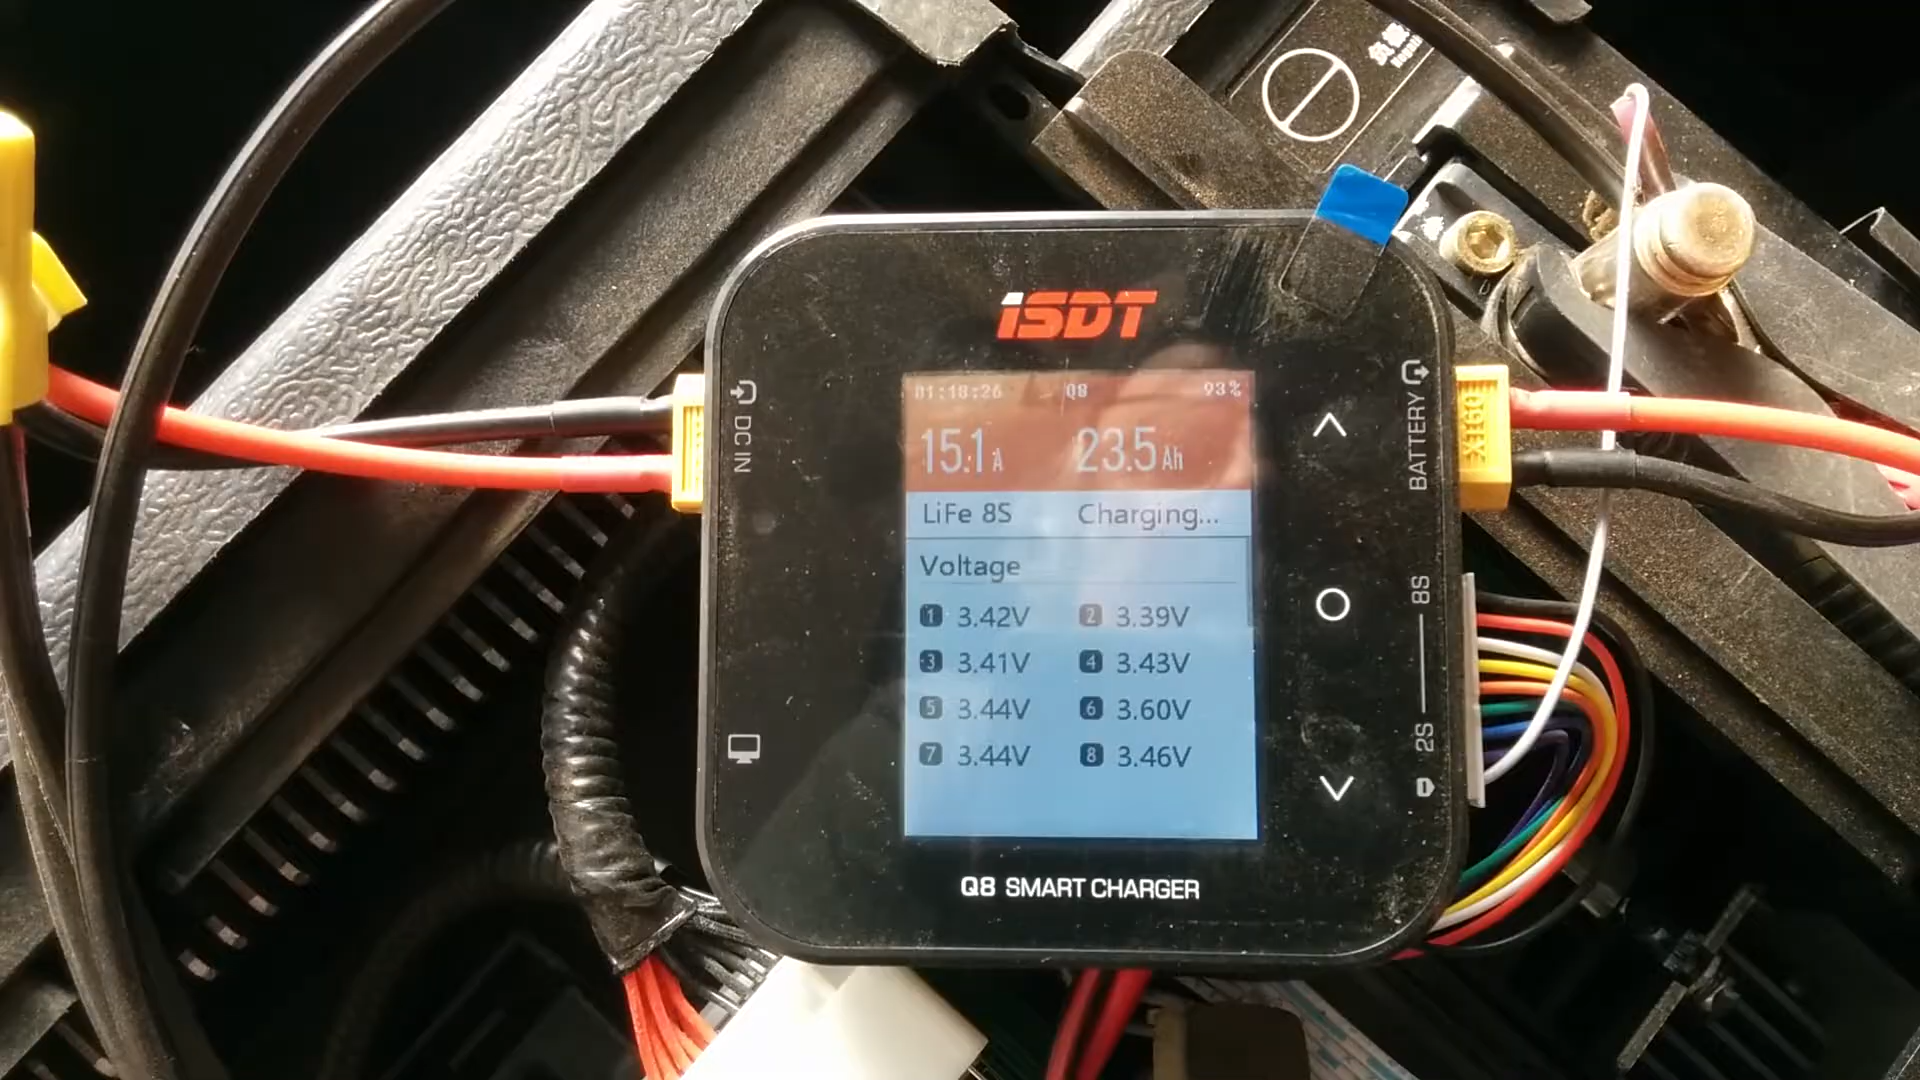 负极
iSDT
01:18:26 Q8 93%
15.1A 23.5Ah
LiFe 8S Charging...
Voltage
1 3.42V 2 3.39V
3 3.41V 4 3.43V
5 3.44V 6 3.60V
7 3.44V 8 3.46V
Q8 SMART CHARGER
DC IN
BATTERY
XT60
8S
2S